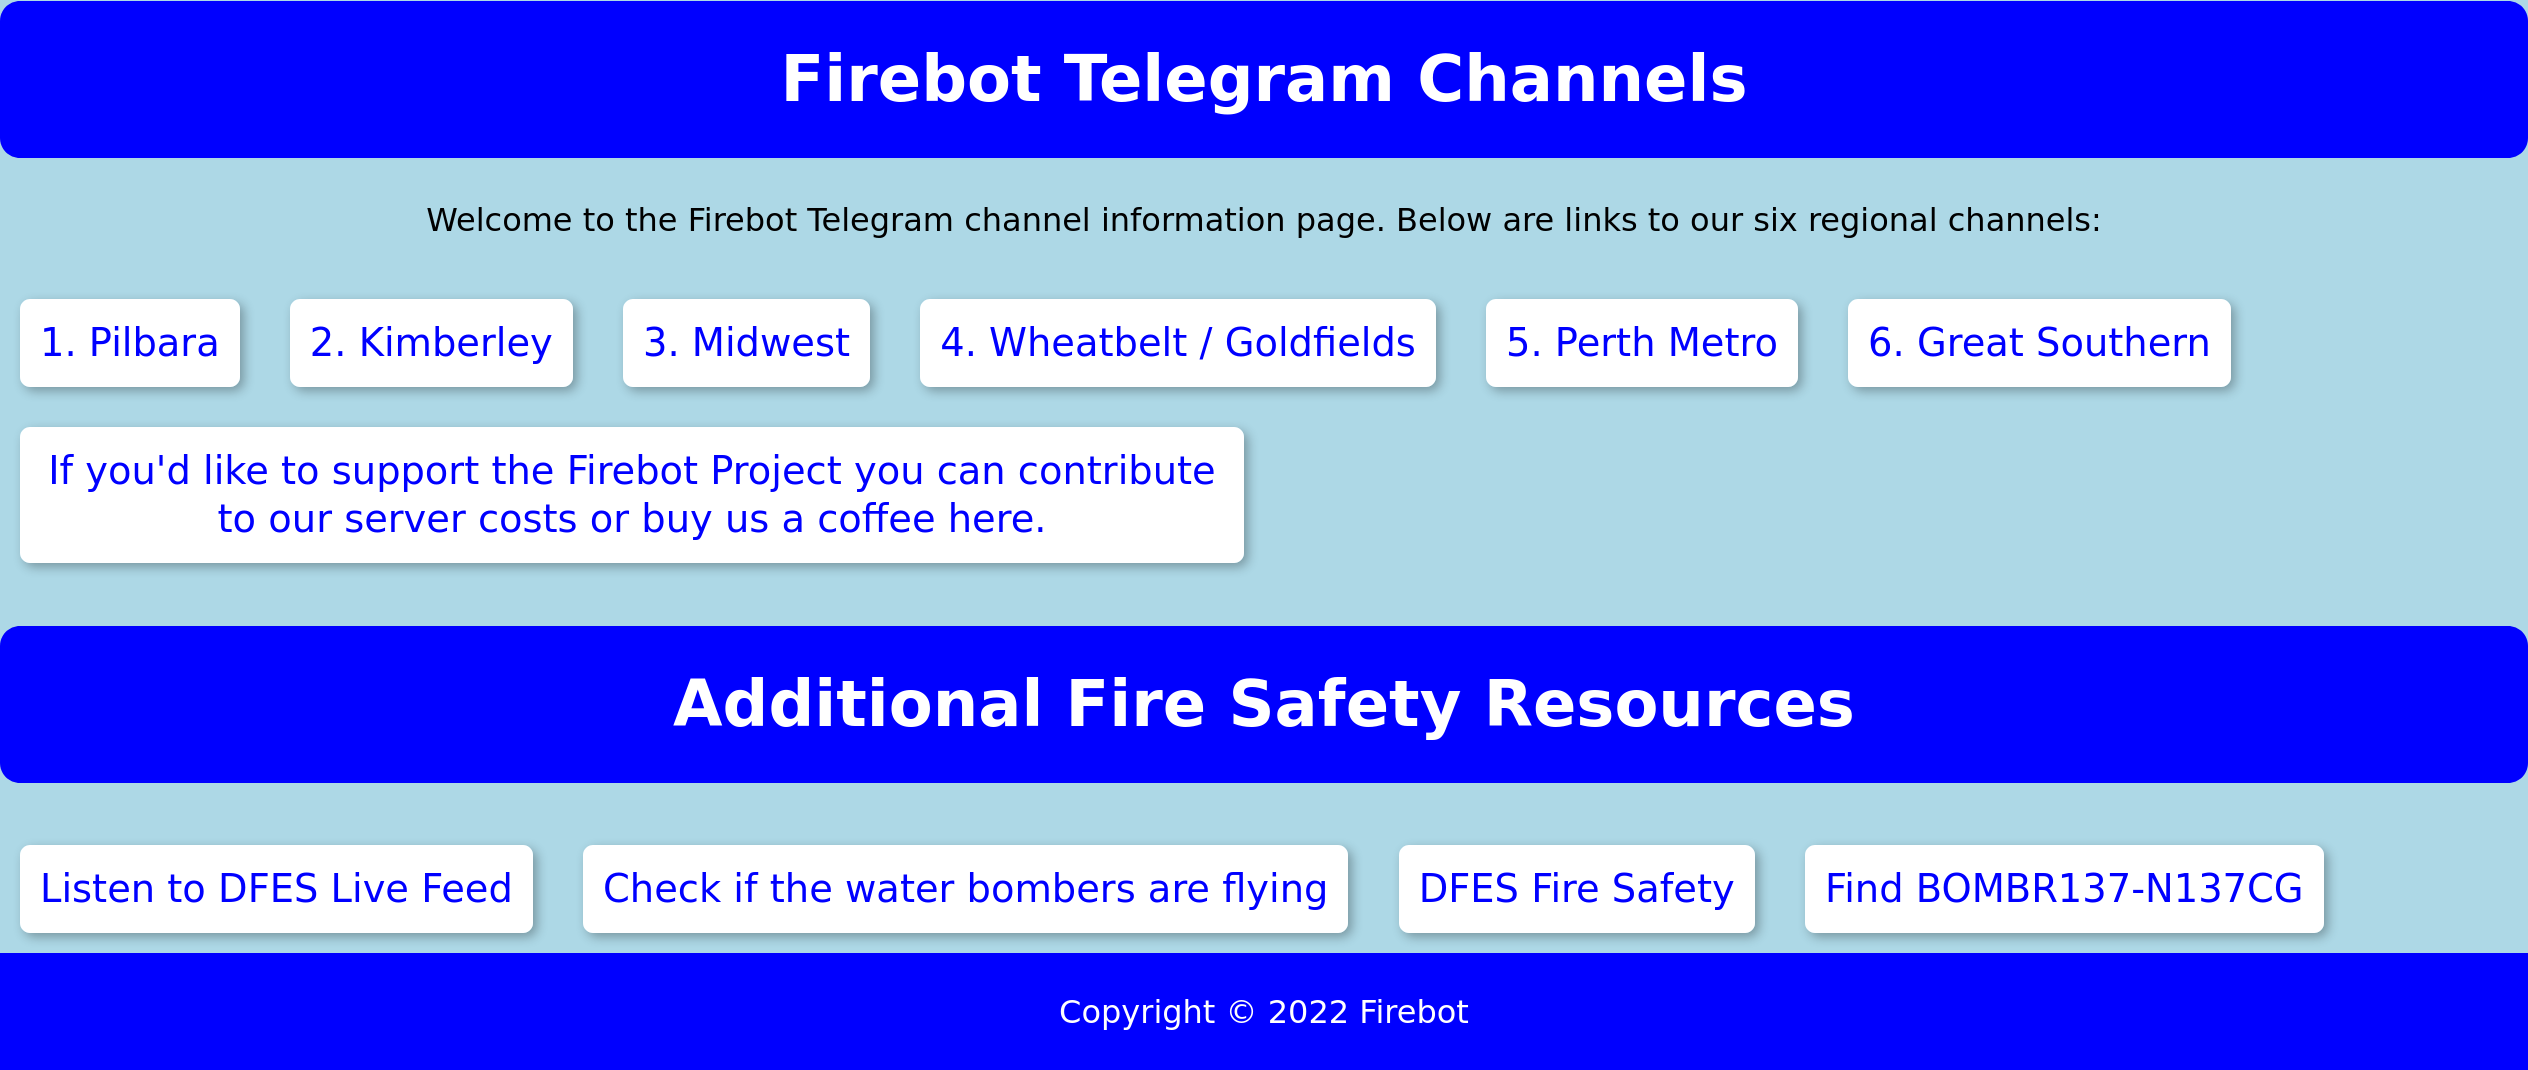 Firebot Telegram Channels
Welcome to the Firebot Telegram channel information page. Below are links to our six regional channels:
1. Pilbara
2. Kimberley
3. Midwest
4. Wheatbelt / Goldfields
5. Perth Metro
6. Great Southern
If you'd like to support the Firebot Project you can contribute
to our server costs or buy us a coffee here.
Additional Fire Safety Resources
Listen to DFES Live Feed
Check if the water bombers are flying
DFES Fire Safety
Find BOMBR137-N137CG
Copyright © 2022 Firebot